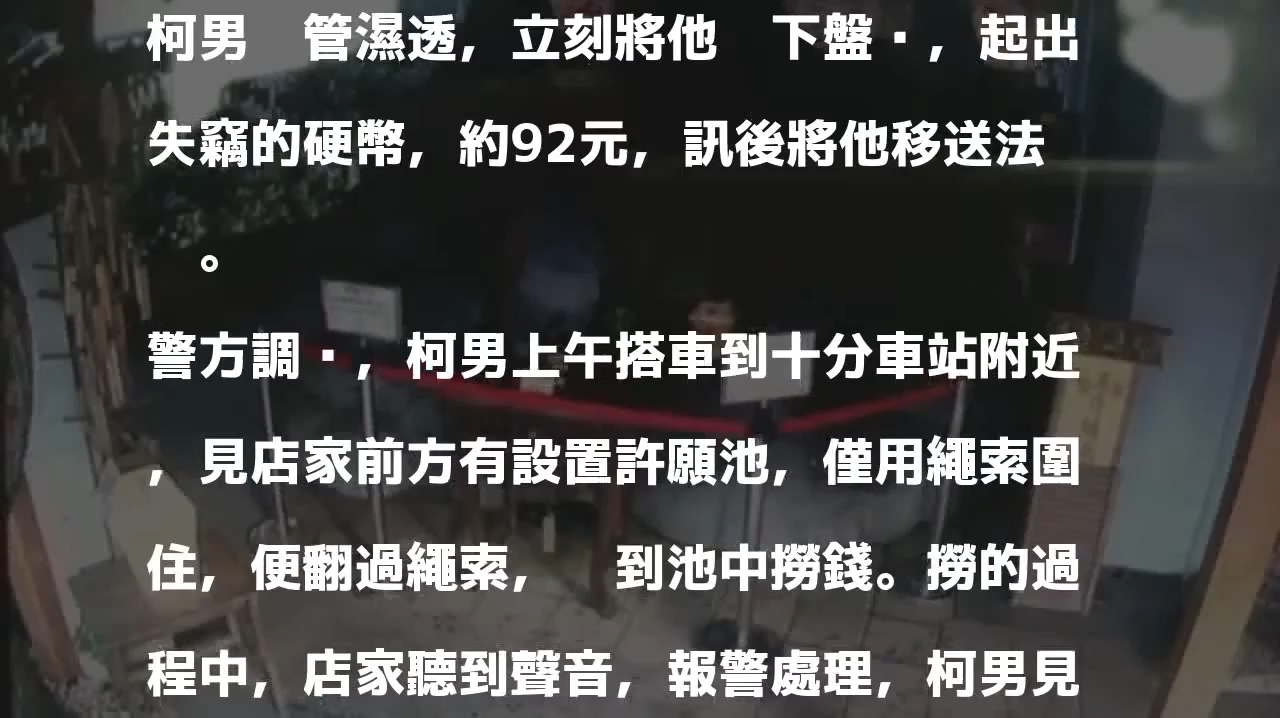 柯男　管濕透，立刻將他　下盤▪，起出
失竊的硬幣，約92元，訊後將他移送法
　。
警方調▪，柯男上午搭車到十分車站附近
，見店家前方有設置許願池，僅用繩索圍
住，便翻過繩索，　到池中撈錢。撈的過
程中，店家聽到聲音，報警處理，柯男見